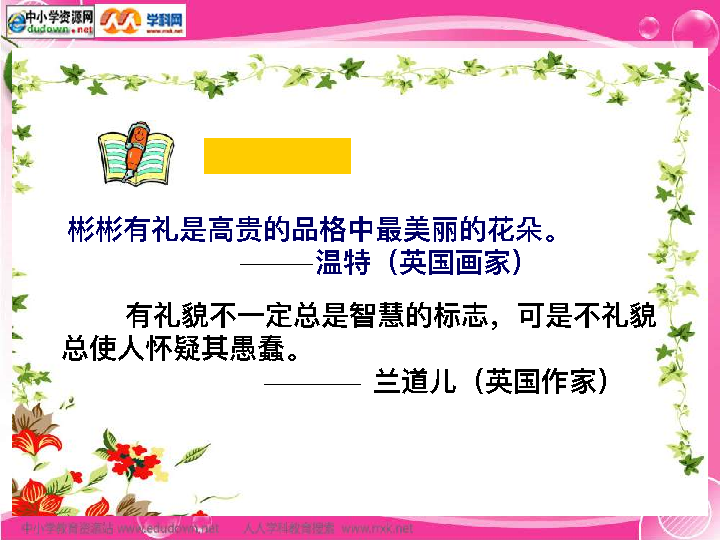 中小学资源网
edudown.net
学科网
www.nxk.net
彬彬有礼是高贵的品格中最美丽的花朵。
———温特（英国画家）
有礼貌不一定总是智慧的标志，可是不礼貌
总使人怀疑其愚蠢。
———— 兰道儿（英国作家）
中小学教育资源站 www.edudown.net 人人学科教育搜索 www.nxk.net